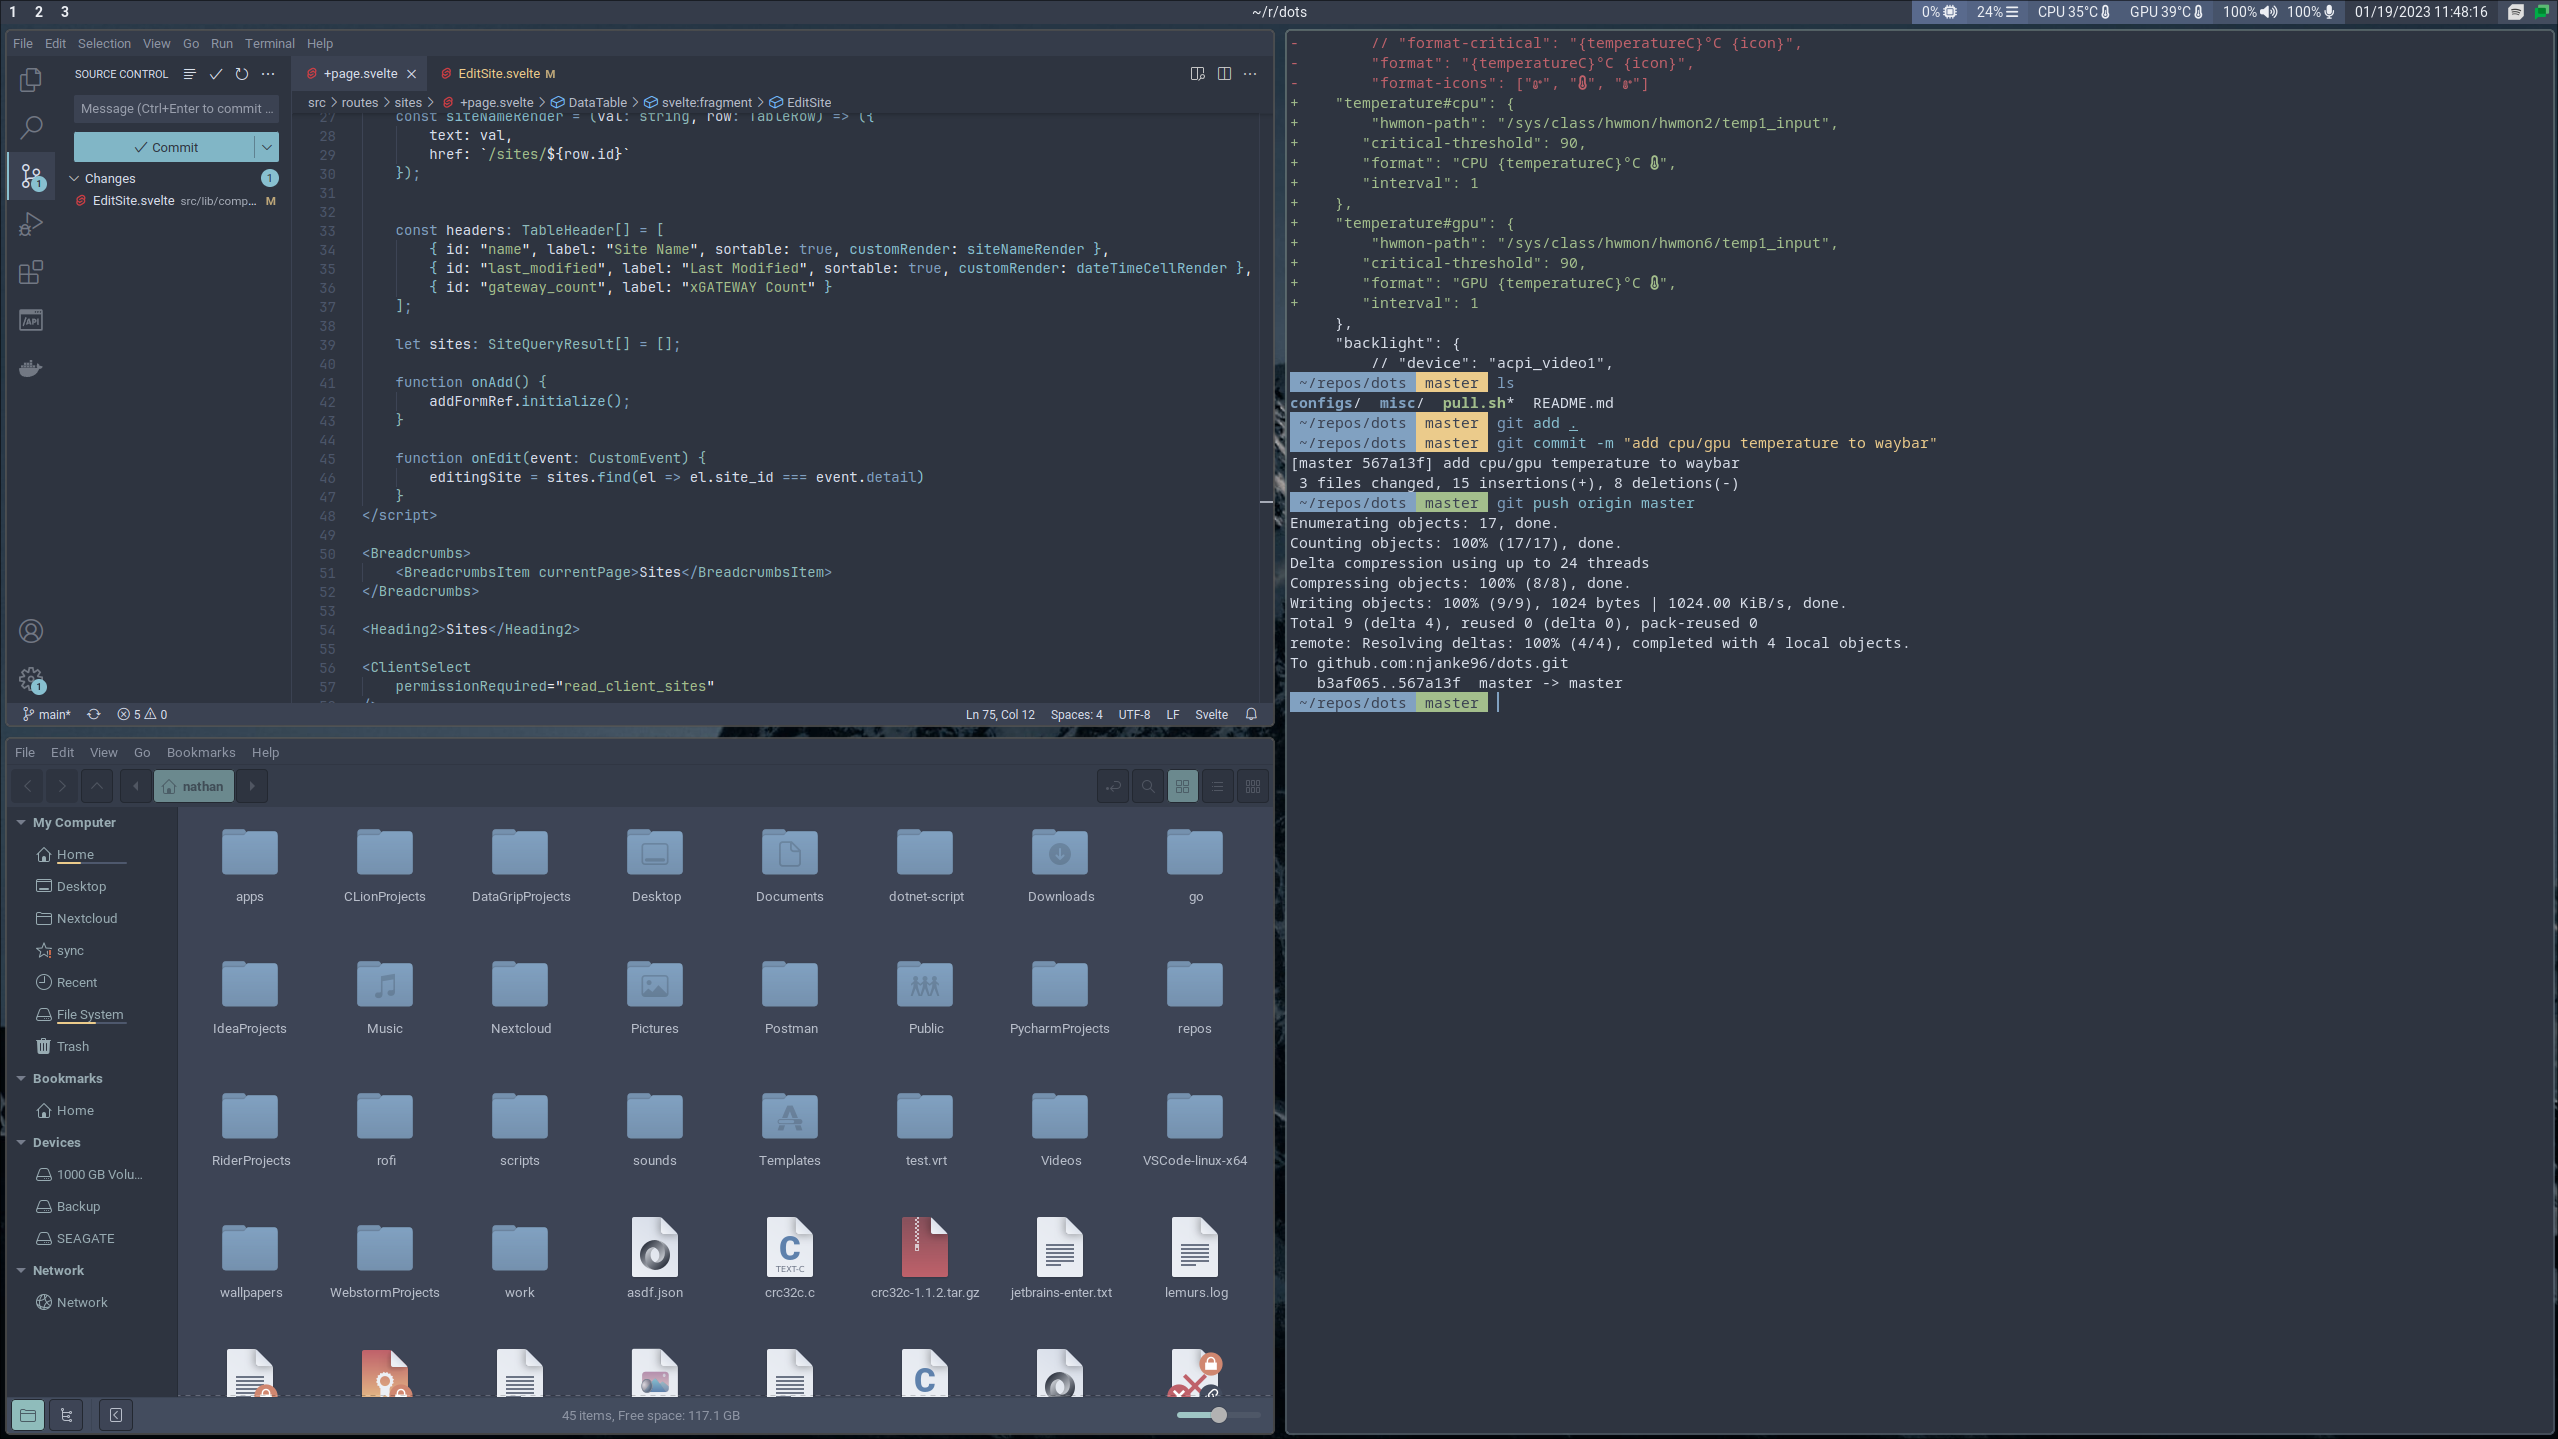 1 2 3
~/r/dots
0% 24% CPU 35°C GPU 39°C 100% 100% 01/19/2023 11:48:16
File Edit Selection View Go Run Terminal Help
SOURCE CONTROL
Message (Ctrl+Enter to commit ...
Commit
Changes 1
EditSite.svelte src/lib/comp... M
1
/API
1
+page.svelte
EditSite.svelte M
src > routes > sites > +page.svelte > DataTable > svelte:fragment > EditSite
27 const siteNameRender = (val: string, row: TableRow) => ({
28 text: val,
29 href: `/sites/${row.id}`
30 });
31
32
33 const headers: TableHeader[] = [
34 { id: "name", label: "Site Name", sortable: true, customRender: siteNameRender },
35 { id: "last_modified", label: "Last Modified", sortable: true, customRender: dateTimeCellRender },
36 { id: "gateway_count", label: "xGATEWAY Count" }
37 ];
38
39 let sites: SiteQueryResult[] = [];
40
41 function onAdd() {
42 addFormRef.initialize();
43 }
44
45 function onEdit(event: CustomEvent) {
46 editingSite = sites.find(el => el.site_id === event.detail)
47 }
48 </script>
49
50 <Breadcrumbs>
51 <BreadcrumbsItem currentPage>Sites</BreadcrumbsItem>
52 </Breadcrumbs>
53
54 <Heading2>Sites</Heading2>
55
56 <ClientSelect
57 permissionRequired="read_client_sites"
main* 5 0
Ln 75, Col 12 Spaces: 4 UTF-8 LF Svelte
File Edit View Go Bookmarks Help
nathan
My Computer
Home
Desktop
Nextcloud
sync
Recent
File System
Trash
Bookmarks
Home
Devices
1000 GB Volu...
Backup
SEAGATE
Network
Network
apps CLionProjects DataGripProjects Desktop Documents dotnet-script Downloads go
IdeaProjects Music Nextcloud Pictures Postman Public PycharmProjects repos
RiderProjects rofi scripts sounds Templates test.vrt Videos VSCode-linux-x64
C
TEXT-C
wallpapers WebstormProjects work asdf.json crc32c.c crc32c-1.1.2.tar.gz jetbrains-enter.txt lemurs.log
C
45 items, Free space: 117.1 GB
- // "format-critical": "{temperatureC}°C {icon}",
- "format": "{temperatureC}°C {icon}",
- "format-icons": ["", "", ""]
+ "temperature#cpu": {
+ "hwmon-path": "/sys/class/hwmon/hwmon2/temp1_input",
+ "critical-threshold": 90,
+ "format": "CPU {temperatureC}°C ",
+ "interval": 1
+ },
+ "temperature#gpu": {
+ "hwmon-path": "/sys/class/hwmon/hwmon6/temp1_input",
+ "critical-threshold": 90,
+ "format": "GPU {temperatureC}°C ",
+ "interval": 1
},
"backlight": {
// "device": "acpi_video1",
~/repos/dots master ls
configs/ misc/ pull.sh* README.md
~/repos/dots master git add .
~/repos/dots master git commit -m "add cpu/gpu temperature to waybar"
[master 567a13f] add cpu/gpu temperature to waybar
3 files changed, 15 insertions(+), 8 deletions(-)
~/repos/dots master git push origin master
Enumerating objects: 17, done.
Counting objects: 100% (17/17), done.
Delta compression using up to 24 threads
Compressing objects: 100% (8/8), done.
Writing objects: 100% (9/9), 1024 bytes | 1024.00 KiB/s, done.
Total 9 (delta 4), reused 0 (delta 0), pack-reused 0
remote: Resolving deltas: 100% (4/4), completed with 4 local objects.
To github.com:njanke96/dots.git
b3af065..567a13f master -> master
~/repos/dots master